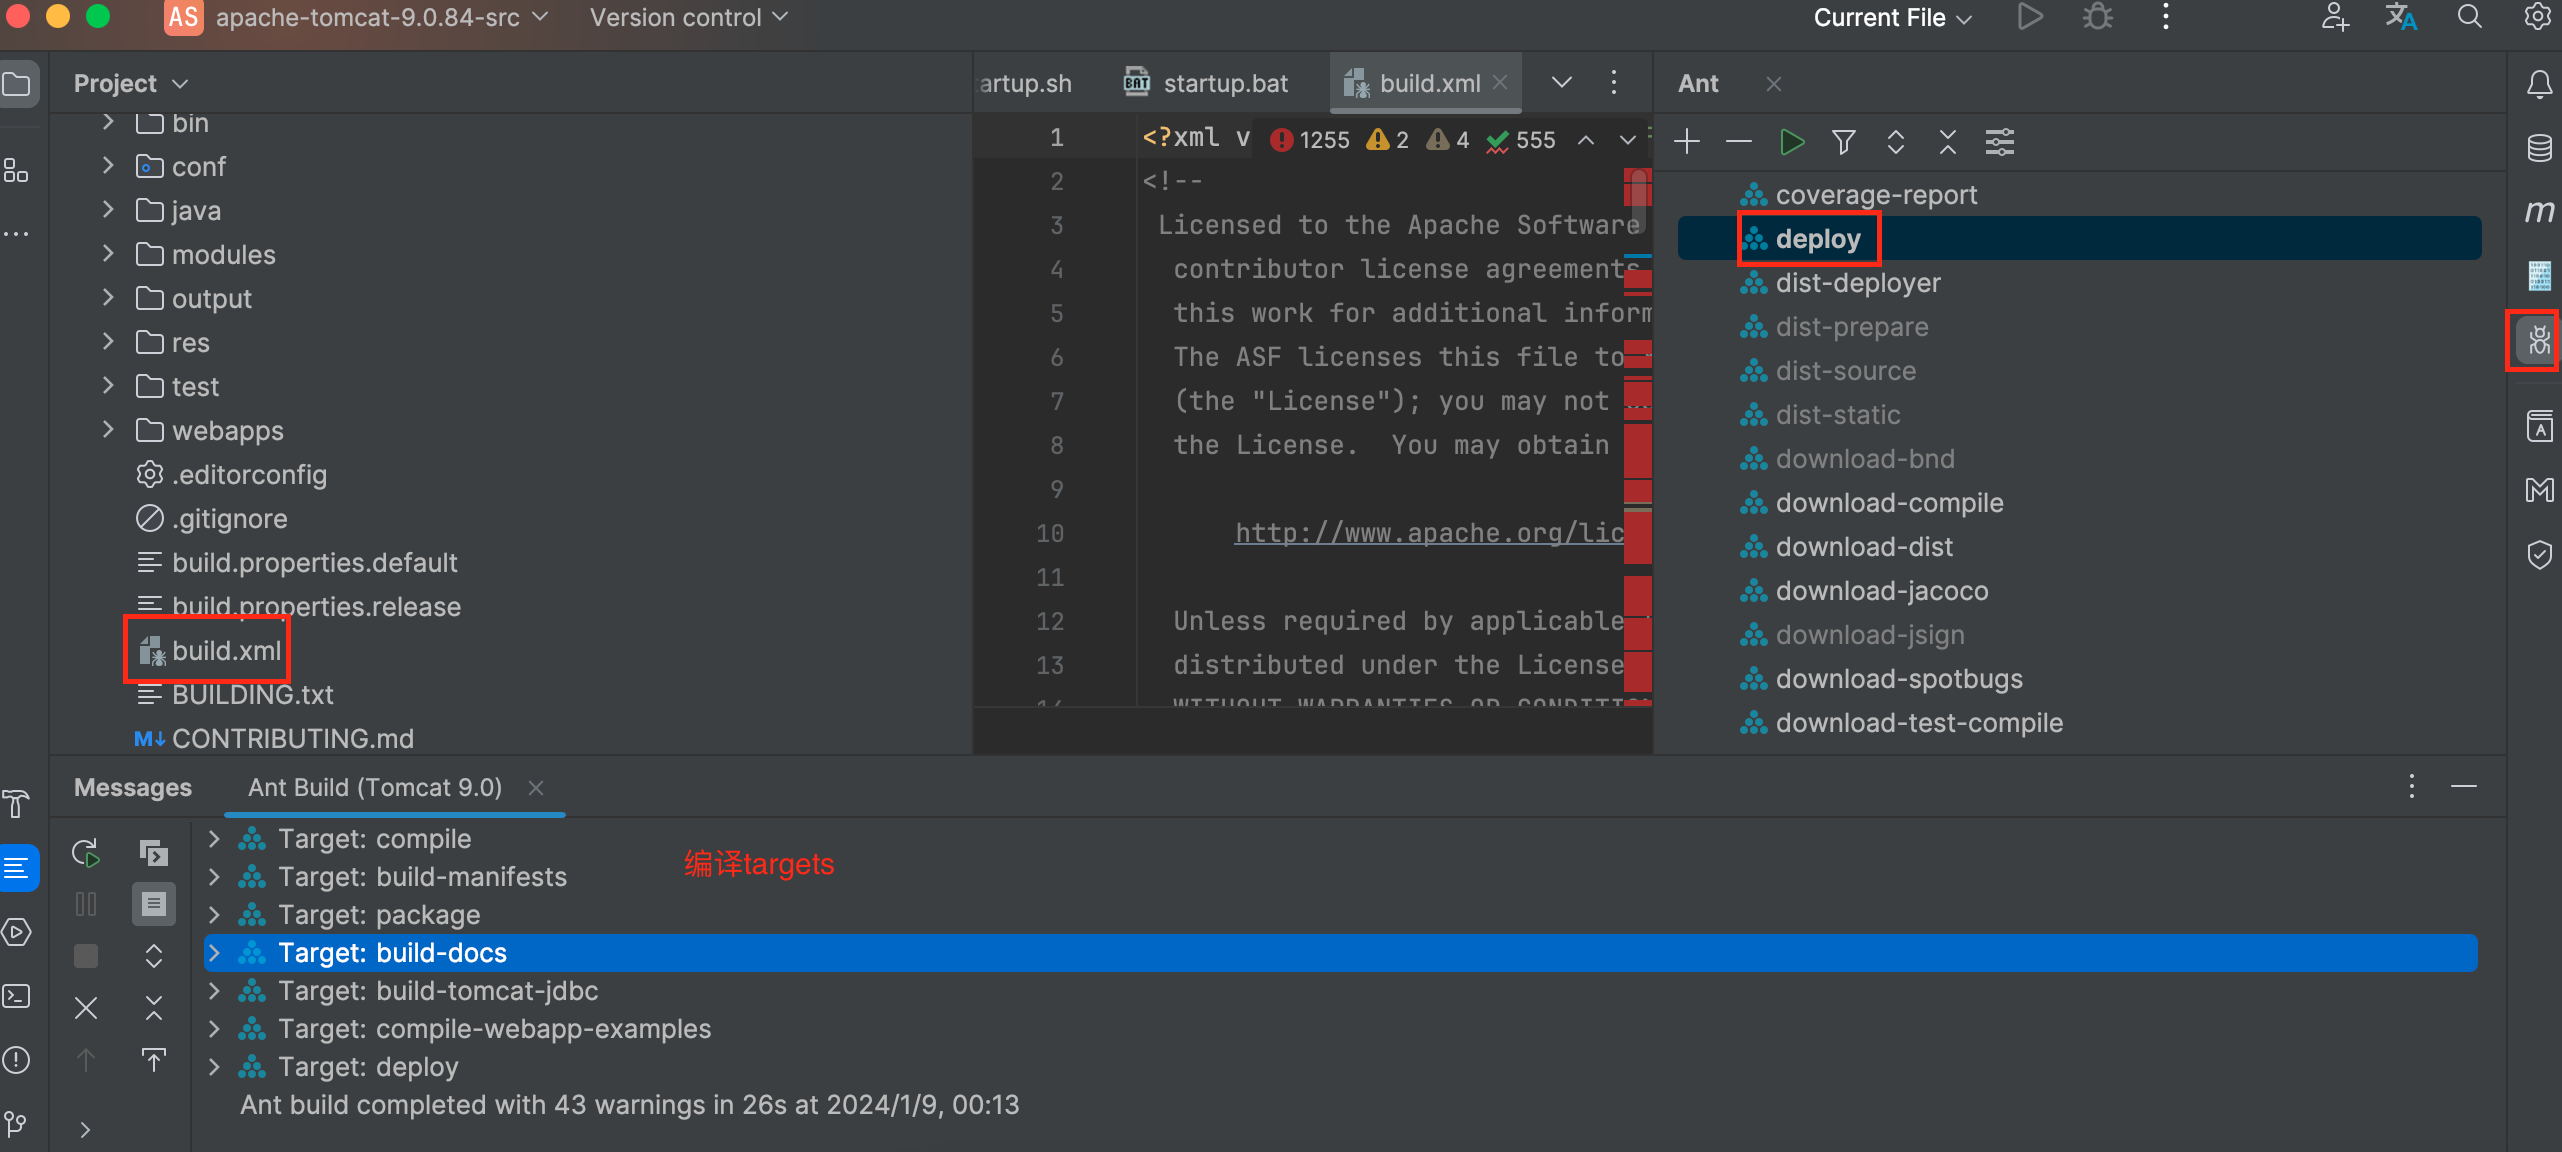 AS apache-tomcat-9.0.84-src Version control Current File
Project
bin
conf
java
modules
output
res
test
webapps
.editorconfig
.gitignore
build.properties.default
build.properties.release
build.xml
BUILDING.txt
M↓ CONTRIBUTING.md
artup.sh BAT startup.bat build.xml
1255 2 4 555
1 <?xml v
2 <!--
3 Licensed to the Apache Software
4 contributor license agreements
5 this work for additional inform
6 The ASF licenses this file to
7 (the "License"); you may not
8 the License.  You may obtain
9
10 http://www.apache.org/lic
11
12 Unless required by applicable
13 distributed under the License
14 WITHOUT WARRANTIES OR CONDITIO
Ant
coverage-report
deploy
dist-deployer
dist-prepare
dist-source
dist-static
download-bnd
download-compile
download-dist
download-jacoco
download-jsign
download-spotbugs
download-test-compile
m
Messages Ant Build (Tomcat 9.0)
Target: compile
编译targets
Target: build-manifests
Target: package
Target: build-docs
Target: build-tomcat-jdbc
Target: compile-webapp-examples
Target: deploy
Ant build completed with 43 warnings in 26s at 2024/1/9, 00:13